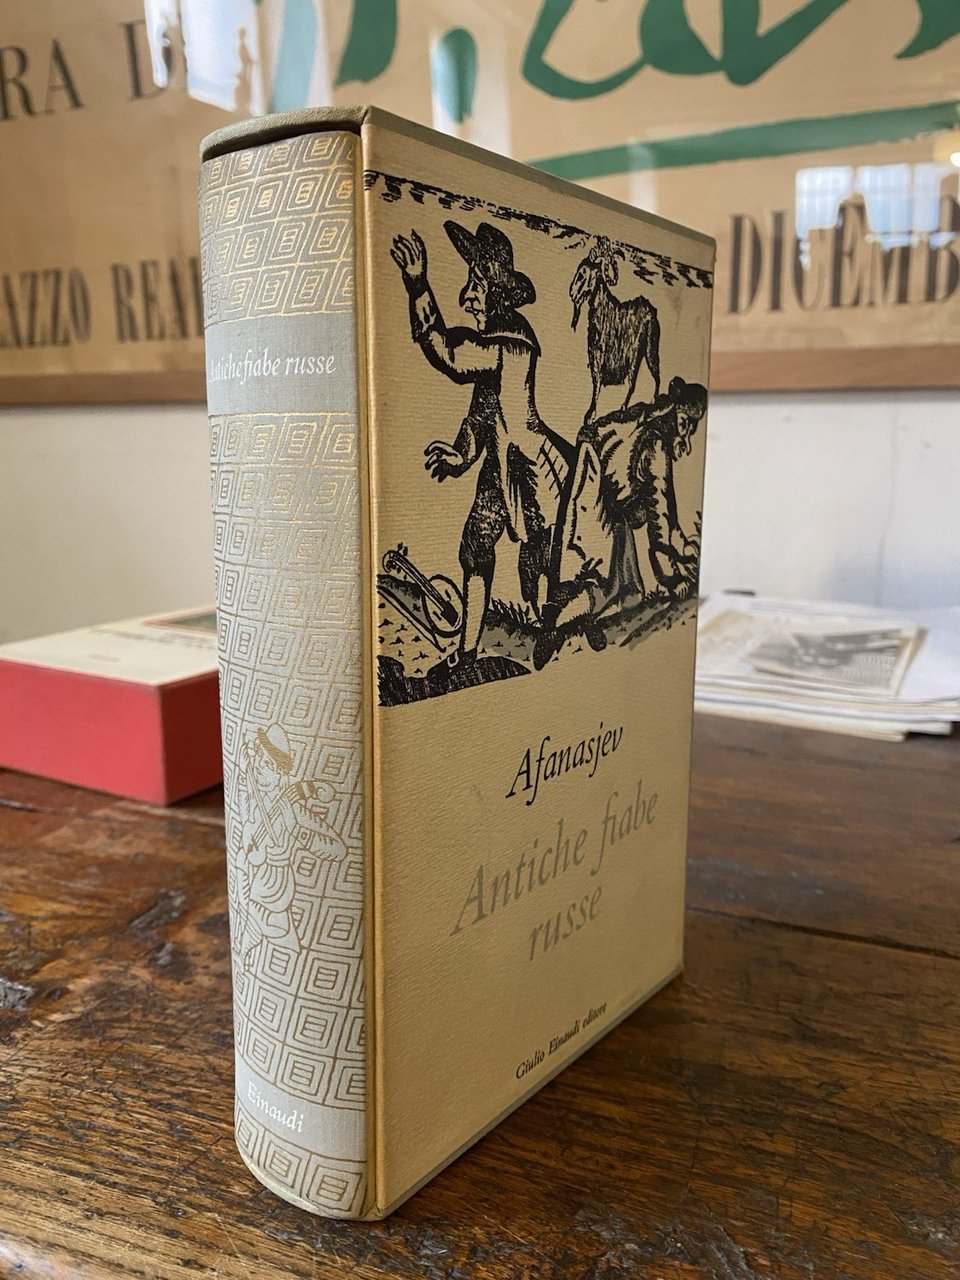 RA D
AZZO REA
DICEMB
Antiche fiabe russe
Einaudi
Afanasjev
Antiche fiabe
russe
Giulio Einaudi editore